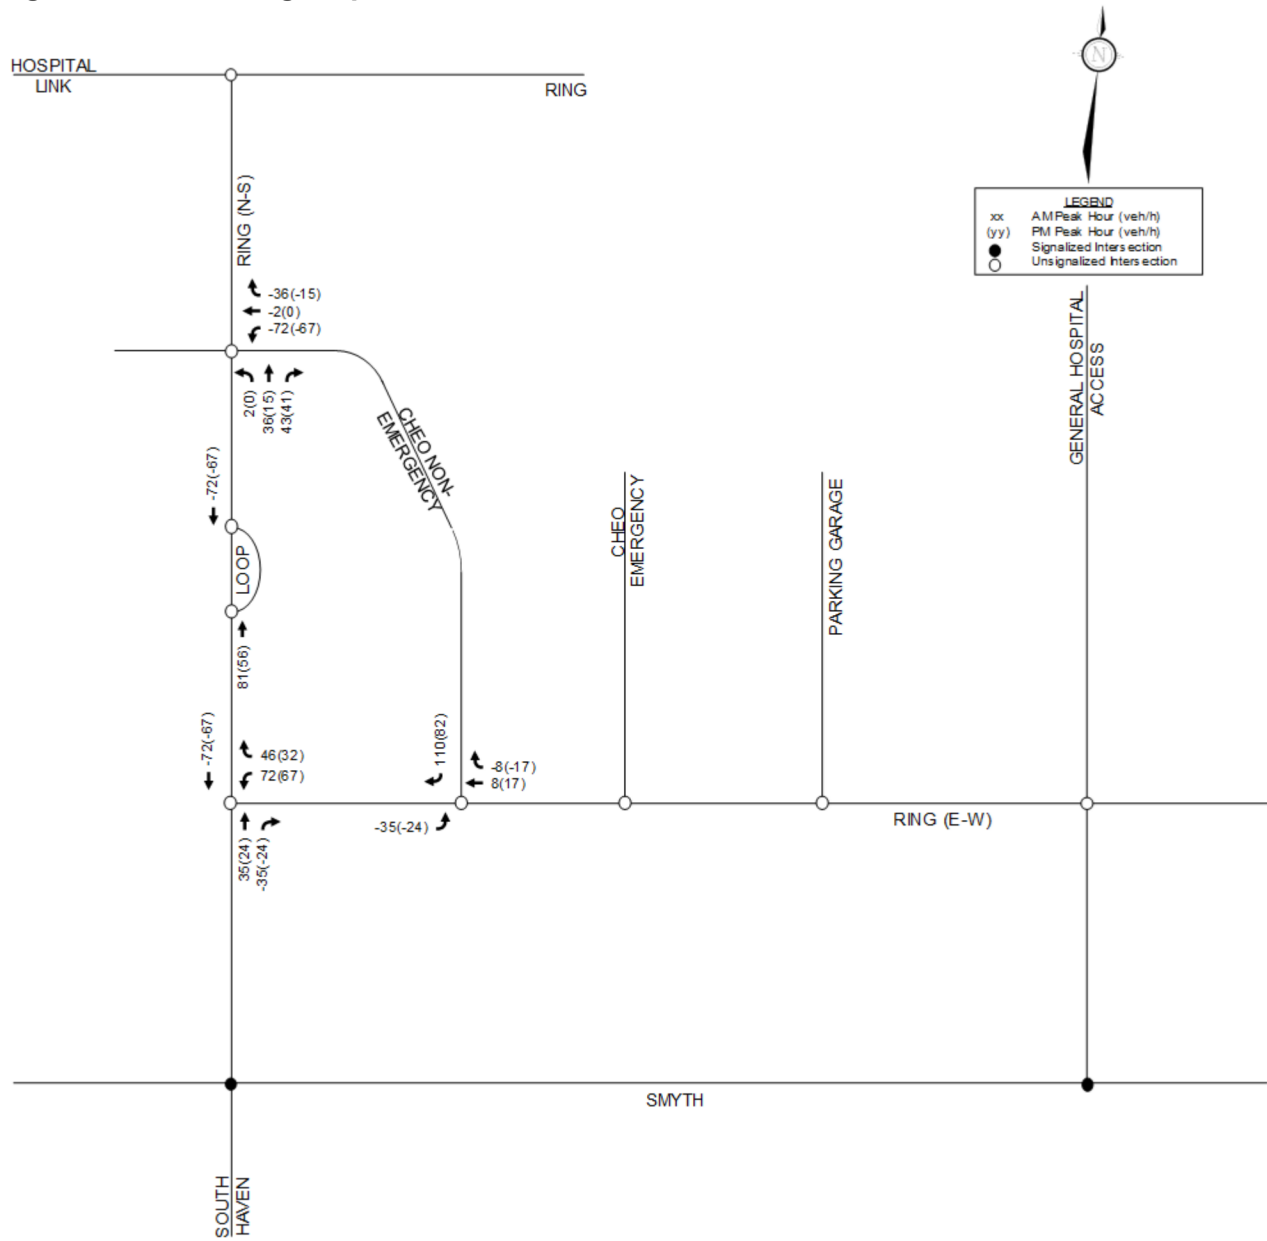 HOSPITAL
LINK
RING
N
RING (N-S)
LEGEND
xx AM Peak Hour (veh/h)
(yy) PM Peak Hour (veh/h)
Signalized Intersection
Unsignalized Intersection
-36(-15)
-2(0)
-72(-67)
2(0)
36(15)
43(41)
CHEO NON-
EMERGENCY
GENERAL HOSPITAL
ACCESS
-72(-67)
LOOP
CHEO
EMERGENCY
PARKING GARAGE
81(56)
-72(-67)
46(32)
72(67)
110(82)
-8(-17)
8(17)
-35(-24)
RING (E-W)
35(24)
-35(-24)
SMYTH
SOUTH
HAVEN